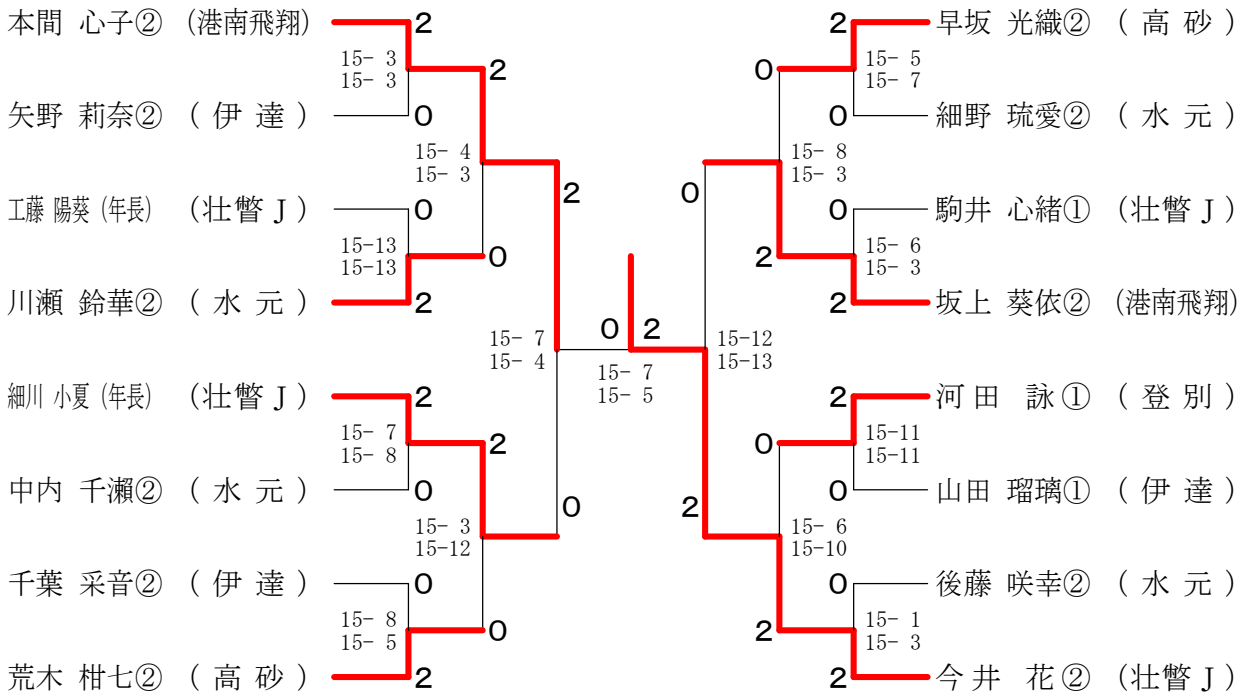 本間 心子② (港南飛翔) 2
15- 3
15- 3
2
矢野 莉奈② ( 伊 達 ) 0
15- 4
15- 3
2
工藤 陽葵 (年長) (壮瞥 J ) 0
15-13
15-13
0
川瀬 鈴華② ( 水 元 ) 2
15- 7
15- 4
細川 小夏 (年長) (壮瞥 J ) 2
15- 7
15- 8
2
中内 千瀬② ( 水 元 ) 0
15- 3
15-12
0
千葉 采音② ( 伊 達 ) 0
15- 8
15- 5
0
荒木 柑七② ( 高 砂 ) 2
0 2
15- 7
15- 5
2 早坂 光織② ( 高 砂 )
0
15- 5
15- 7
0 細野 琉愛② ( 水 元 )
0
15- 8
15- 3
0 駒井 心緒① (壮瞥 J )
2
15- 6
15- 3
2 坂上 葵依② (港南飛翔)
15-12
15-13
2 河 田 詠① ( 登 別 )
0
15-11
15-11
0 山田 瑠璃① ( 伊 達 )
2
15- 6
15-10
0 後藤 咲幸② ( 水 元 )
2
15- 1
15- 3
2 今 井 花② (壮瞥 J )